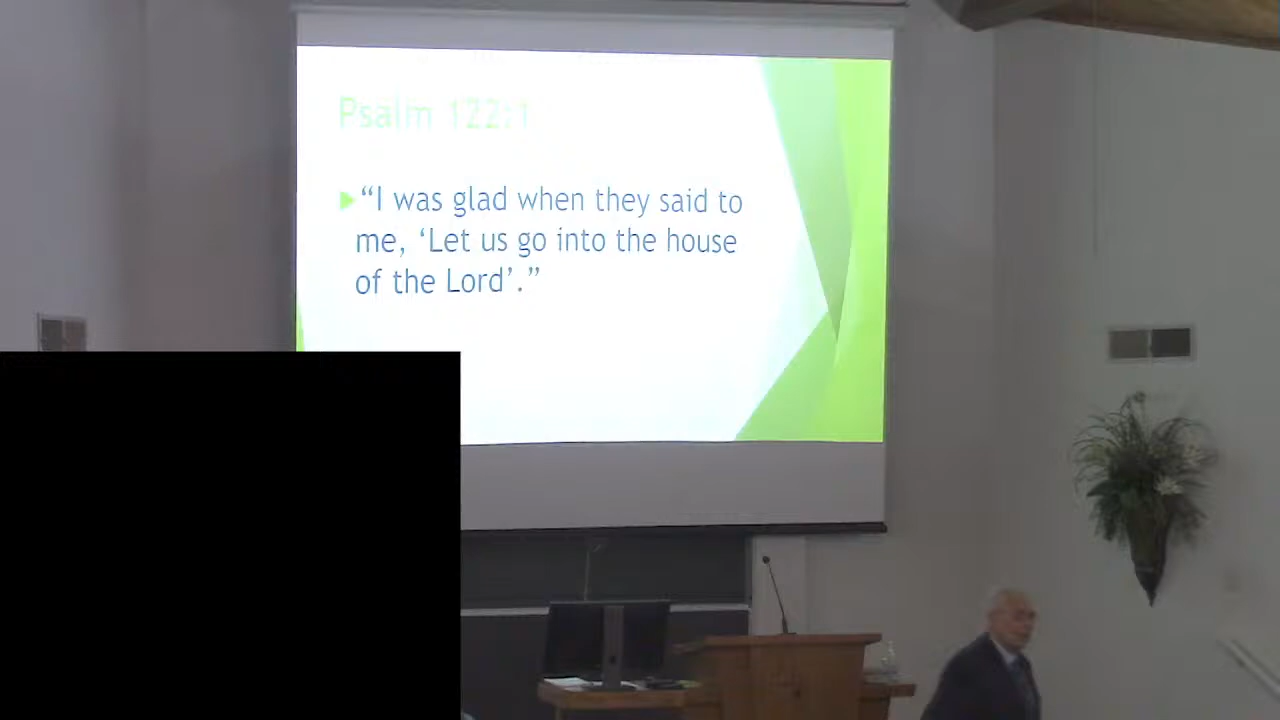 Psalm 122:1
“I was glad when they said to
me, ‘Let us go into the house
of the Lord’.”